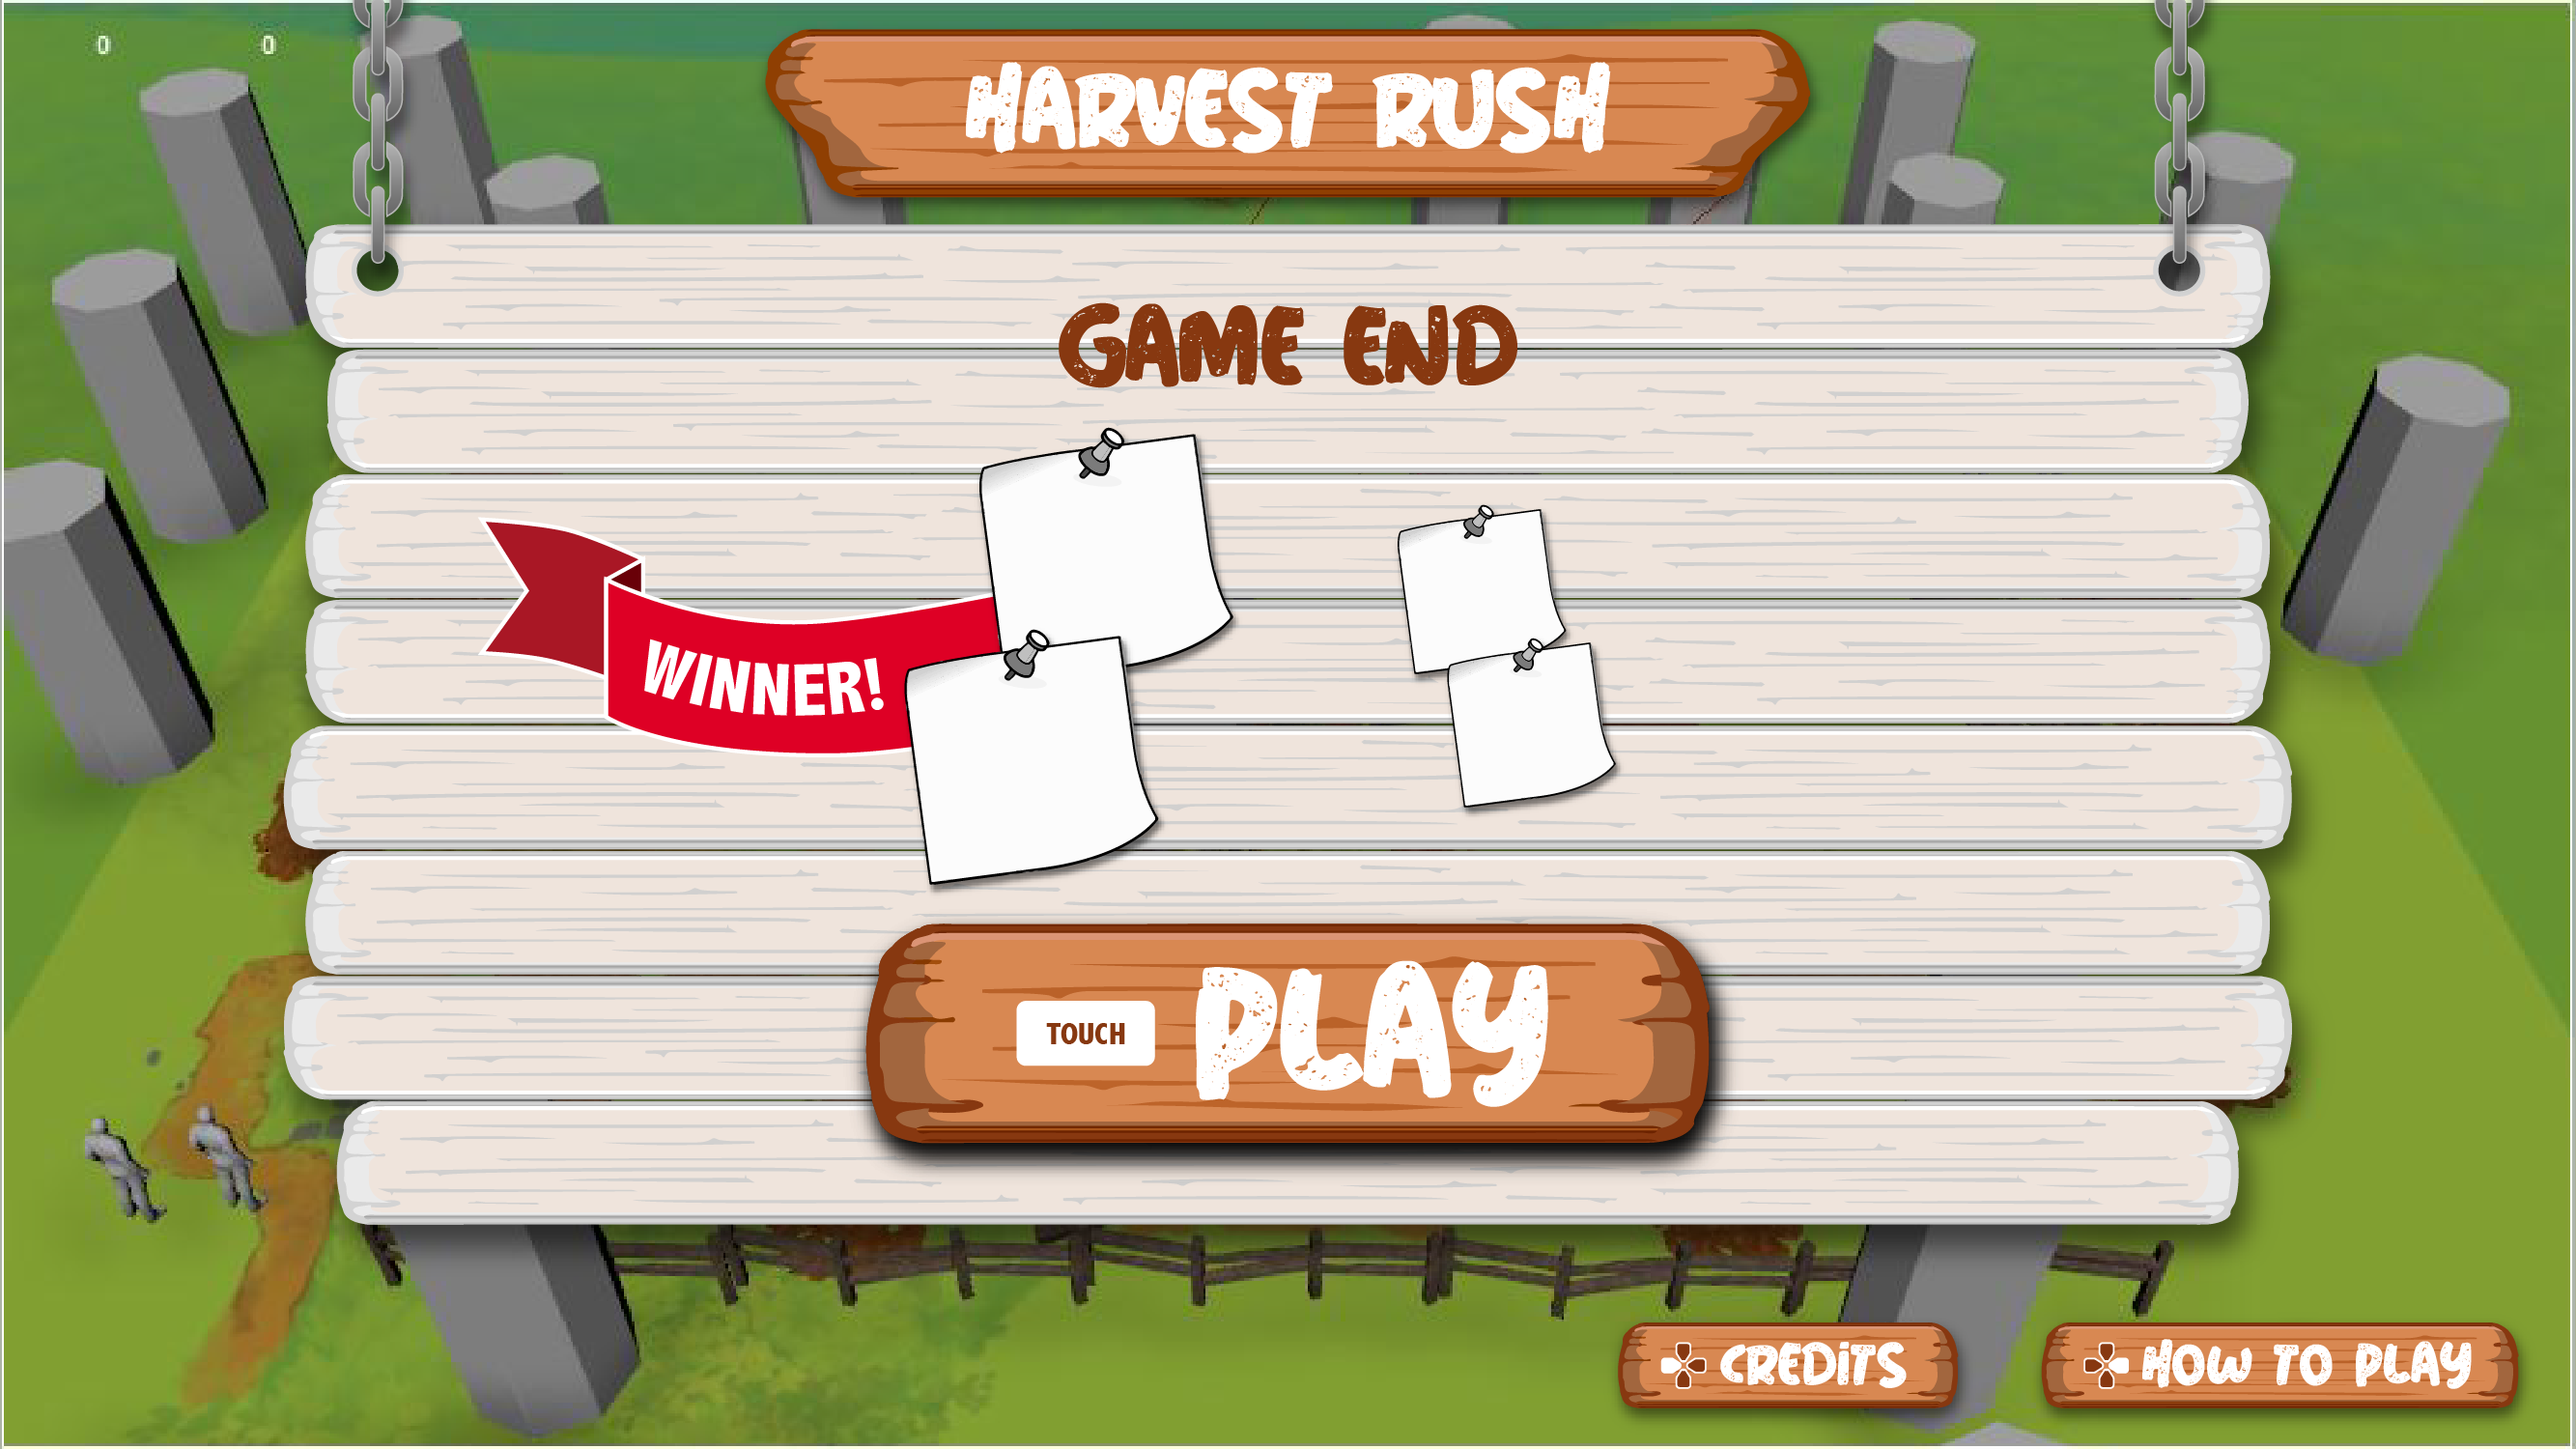 0 0
HARVEST RUSH
GAME END
WINNER!
TOUCH PLAY
CREDITS
HOW TO PLAY